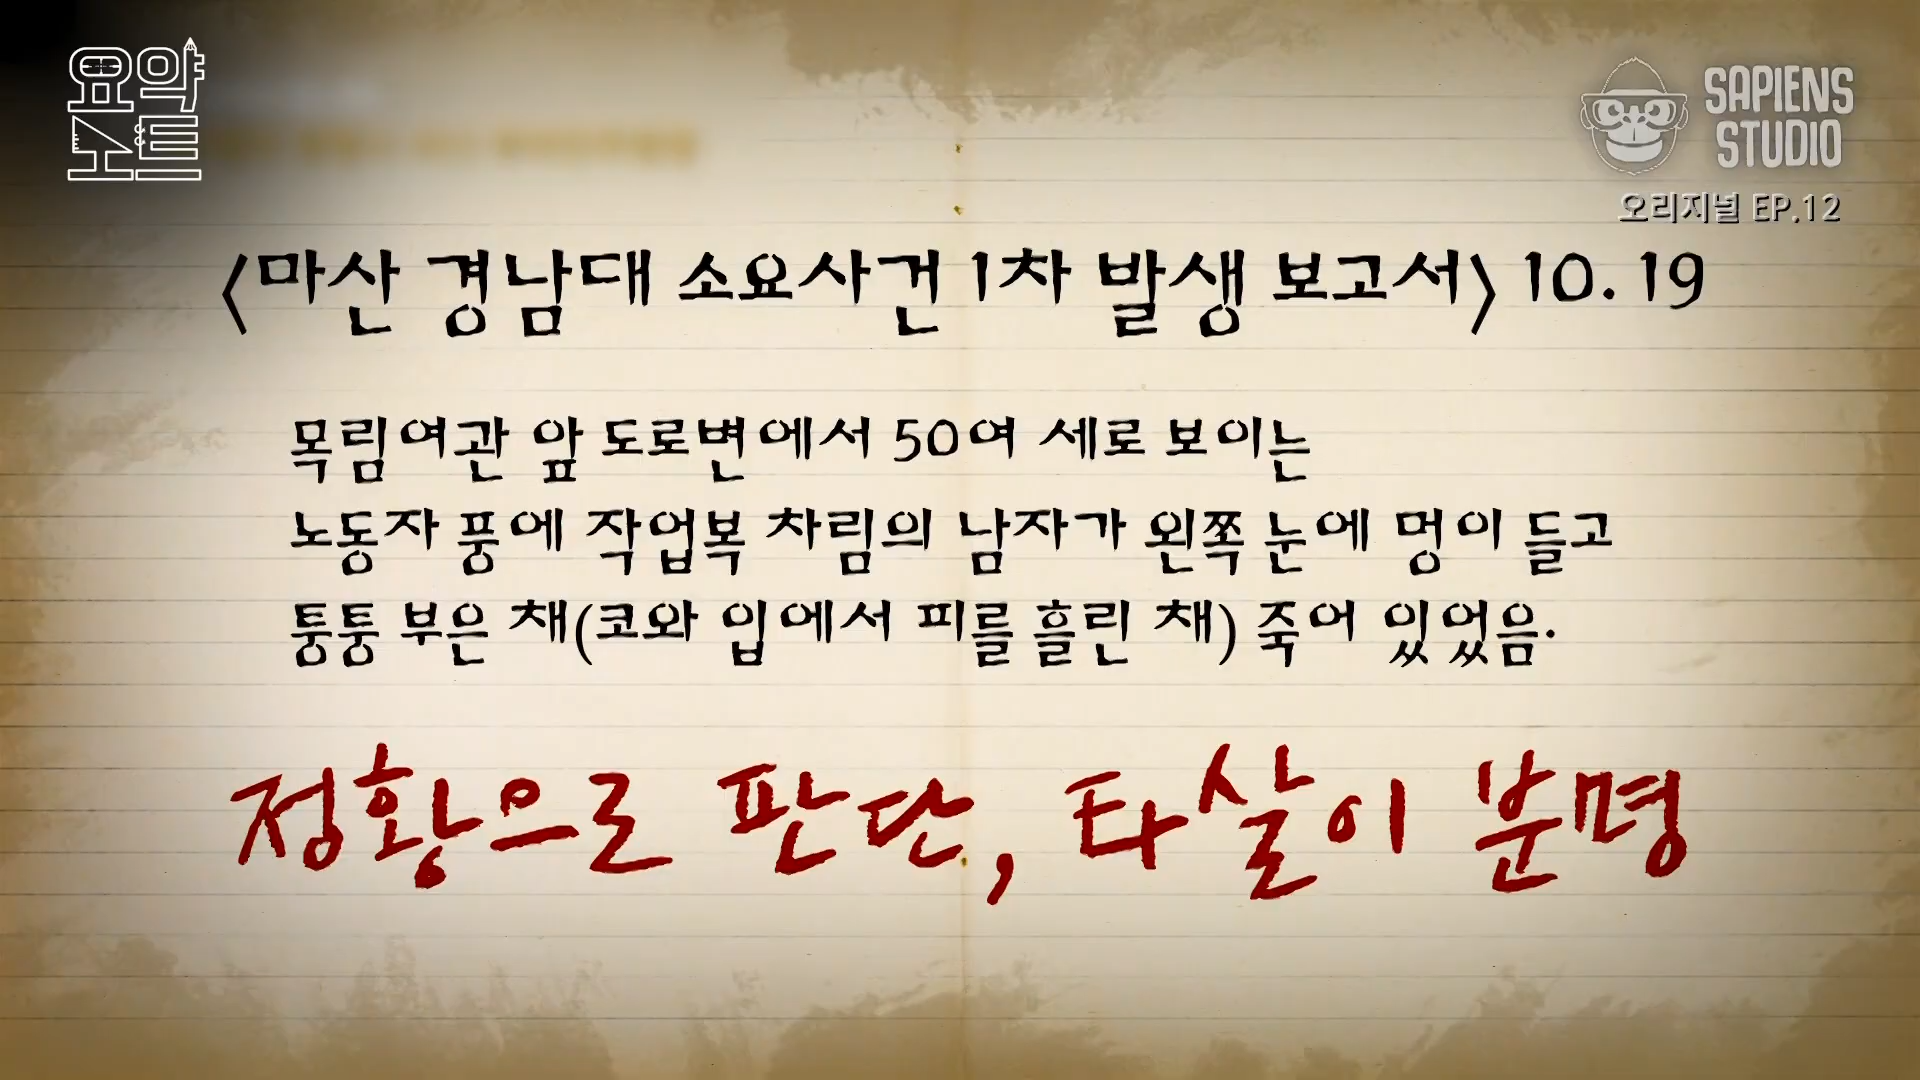 요약
노트
SAPIENS
STUDIO
오리지널 EP.12
〈마산 경남대 소요사건 1차 발생 보고서〉 10. 19
목림여관 앞 도로변에서 50여 세로 보이는
노동자 풍에 작업복 차림의 남자가 왼쪽 눈에 멍이 들고
퉁퉁 부은 채(코와 입에서 피를 흘린 채) 죽어 있었음.
정황으로 판단, 타살이 분명